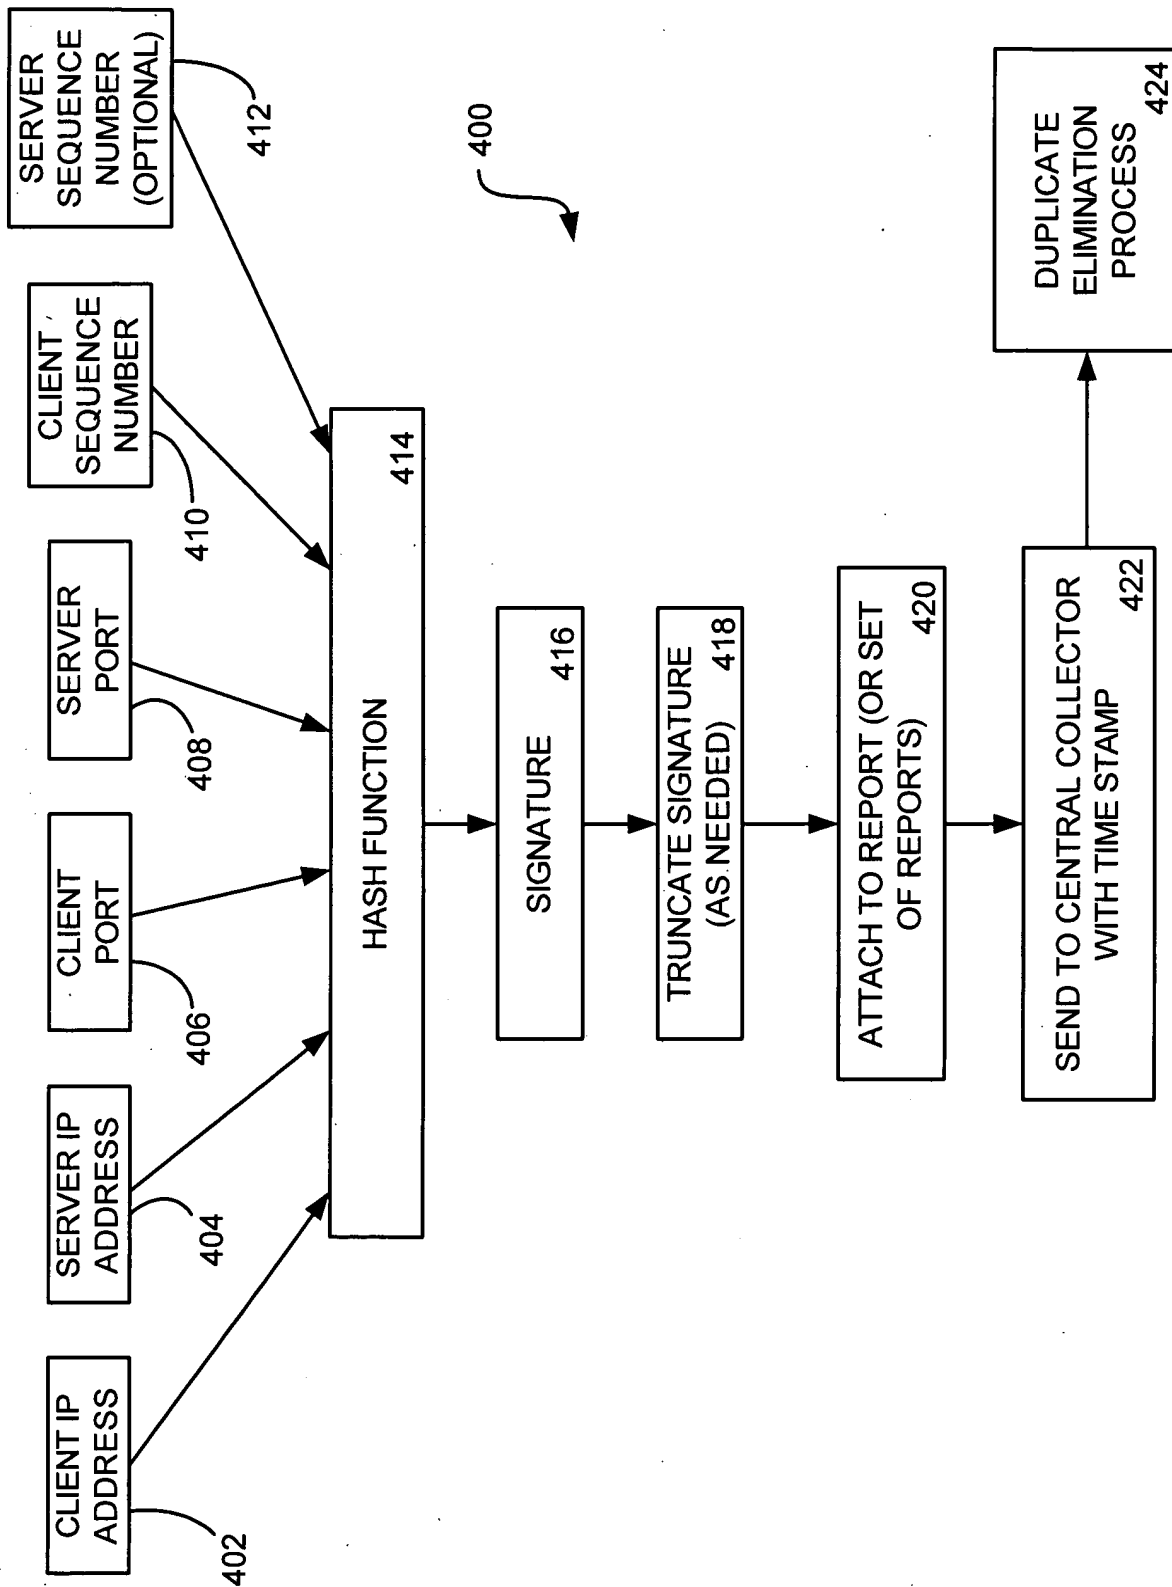 CLIENT IP
ADDRESS
402
SERVER IP
ADDRESS
404
CLIENT
PORT
406
SERVER
PORT
408
CLIENT
SEQUENCE
NUMBER
410
SERVER
SEQUENCE
NUMBER
(OPTIONAL)
412
400
HASH FUNCTION
414
SIGNATURE
416
TRUNCATE SIGNATURE
(AS NEEDED)
418
ATTACH TO REPORT (OR SET
OF REPORTS)
420
SEND TO CENTRAL COLLECTOR
WITH TIME STAMP
422
DUPLICATE
ELIMINATION
PROCESS
424